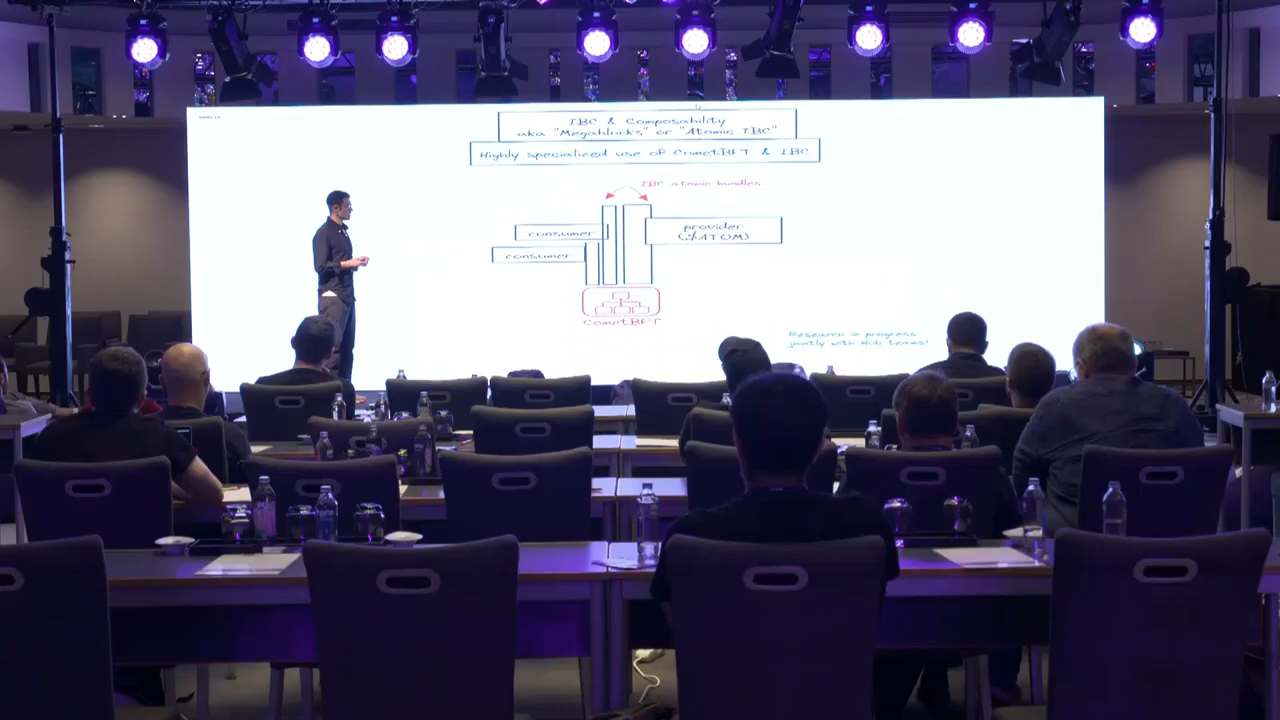 IBC & Composability
aka "Megablocks" or "Atomic IBC"
Highly specialized use of CometBFT & IBC
IBC atomic bundles
consumer
provider
($ATOM)
consumer
CometBFT
Research in progress
jointly with Hub teams!